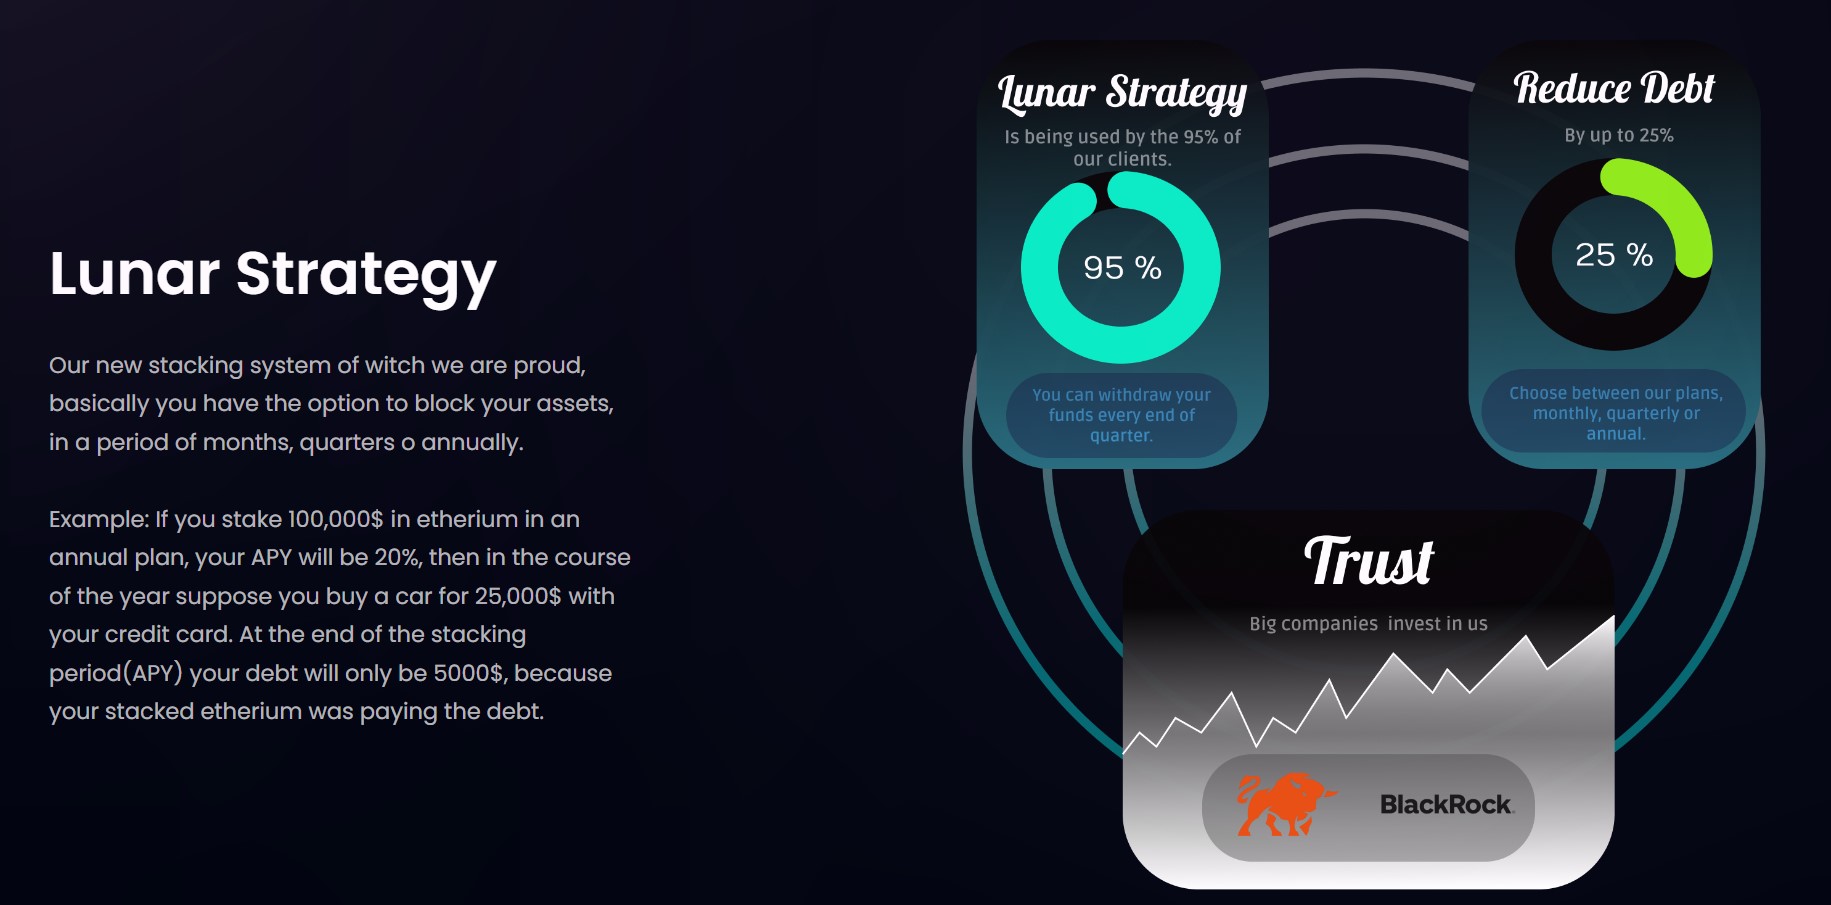 Lunar Strategy
Our new stacking system of witch we are proud,
basically you have the option to block your assets,
in a period of months, quarters o annually.
Example: If you stake 100,000$ in etherium in an
annual plan, your APY will be 20%, then in the course
of the year suppose you buy a car for 25,000$ with
your credit card. At the end of the stacking
period(APY) your debt will only be 5000$, because
your stacked etherium was paying the debt.
Lunar Strategy
Is being used by the 95% of
our clients.
95 %
You can withdraw your
funds every end of
quarter.
Reduce Debt
By up to 25%
25 %
Choose between our plans,
monthly, quarterly or
annual.
Trust
Big companies  invest in us
BlackRock.